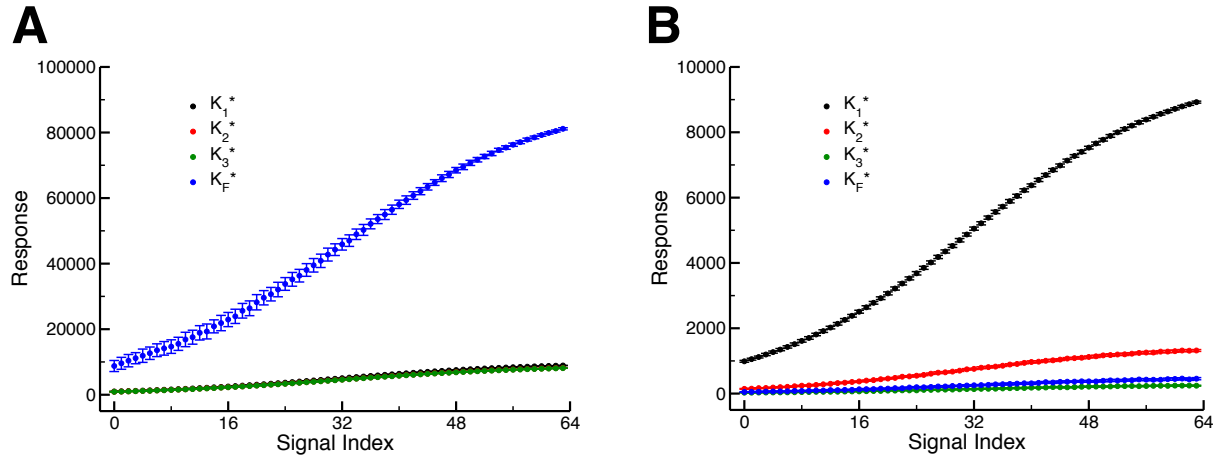 A
100000
80000
60000
40000
20000
0
Response
K1*
K2*
K3*
KF*
0 16 32 48 64
Signal Index
B
10000
8000
6000
4000
2000
0
Response
K1*
K2*
K3*
KF*
0 16 32 48 64
Signal Index